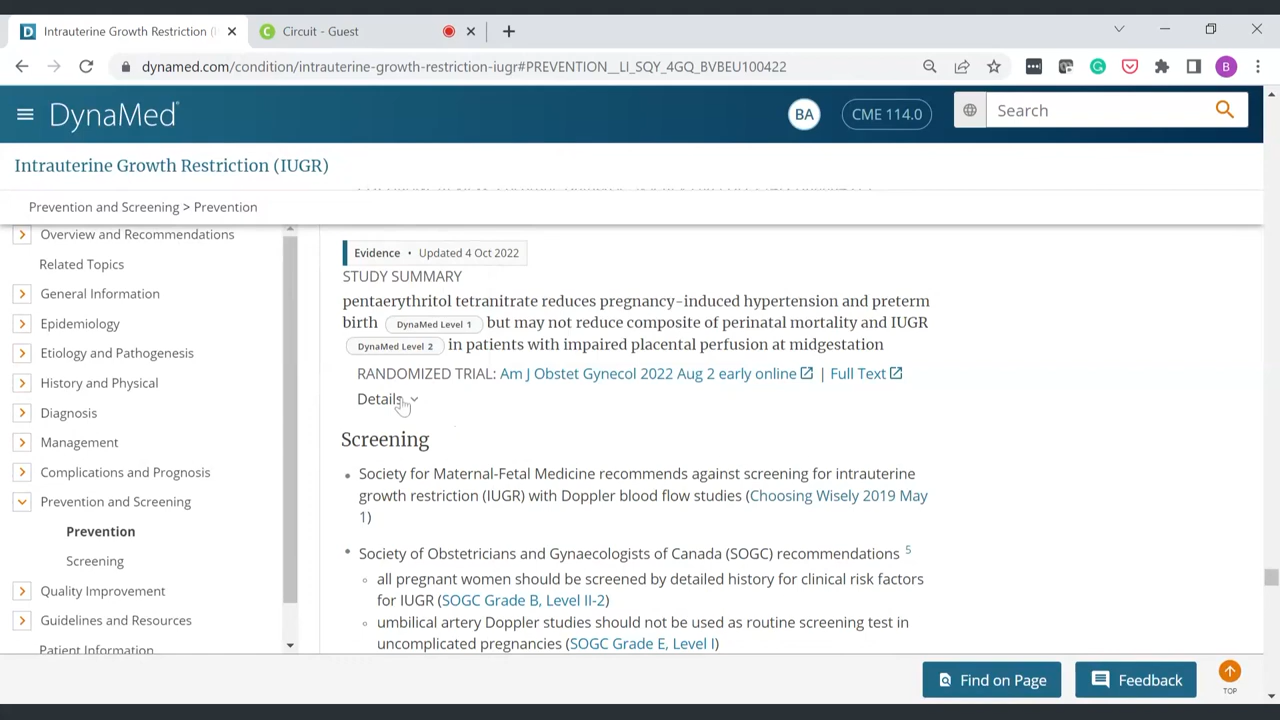 Intrauterine Growth Restriction (I
Circuit - Guest
dynamed.com/condition/intrauterine-growth-restriction-iugr#PREVENTION__LI_SQY_4GQ_BVBEU100422
B
DynaMed
BA
CME 114.0
Search
Intrauterine Growth Restriction (IUGR)
Prevention and Screening > Prevention
Overview and Recommendations
Related Topics
General Information
Epidemiology
Etiology and Pathogenesis
History and Physical
Diagnosis
Management
Complications and Prognosis
Prevention and Screening
Prevention
Screening
Quality Improvement
Guidelines and Resources
Patient Information
Evidence • Updated 4 Oct 2022
STUDY SUMMARY
pentaerythritol tetranitrate reduces pregnancy-induced hypertension and preterm
birth DynaMed Level 1 but may not reduce composite of perinatal mortality and IUGR
DynaMed Level 2 in patients with impaired placental perfusion at midgestation
RANDOMIZED TRIAL: Am J Obstet Gynecol 2022 Aug 2 early online | Full Text
Details
Screening
• Society for Maternal-Fetal Medicine recommends against screening for intrauterine
growth restriction (IUGR) with Doppler blood flow studies (Choosing Wisely 2019 May
1)
• Society of Obstetricians and Gynaecologists of Canada (SOGC) recommendations 5
◦ all pregnant women should be screened by detailed history for clinical risk factors
for IUGR (SOGC Grade B, Level II-2)
◦ umbilical artery Doppler studies should not be used as routine screening test in
uncomplicated pregnancies (SOGC Grade E, Level I)
Find on Page
Feedback
TOP